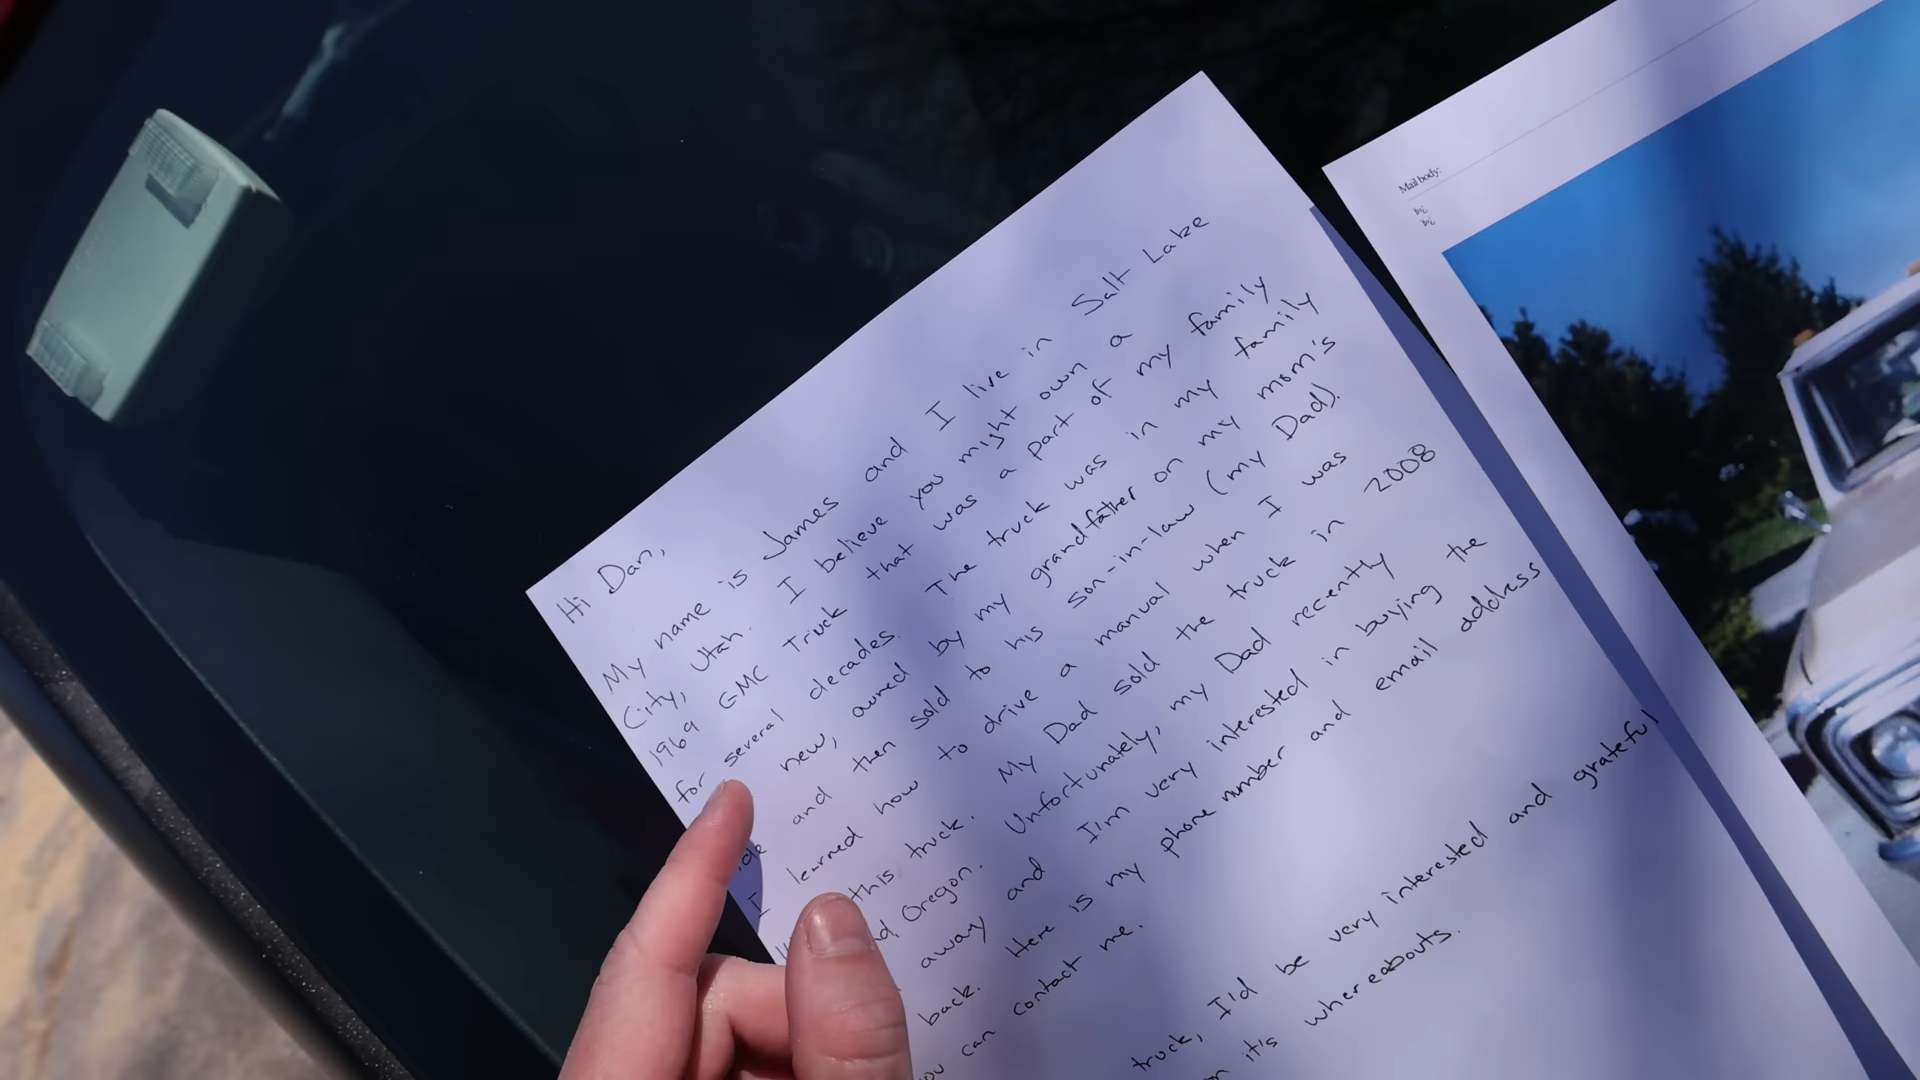 Hi Dan,
My name is James and I live in Salt Lake
City, Utah. I believe you might own a
1969 GMC Truck that was a part of my family
for several decades. The truck was in my family
new, owned by my grandfather on my mom's
ide and then sold to his son-in-law (my Dad).
I learned how to drive a manual when I was
this truck. My Dad sold the truck in 2008
nd Oregon. Unfortunately, my Dad recently
away and I'm very interested in buying the
back. Here is my phone number and email address
ou can contact me.
truck, I'd be very interested and grateful
it's whereabouts.
Mail body: